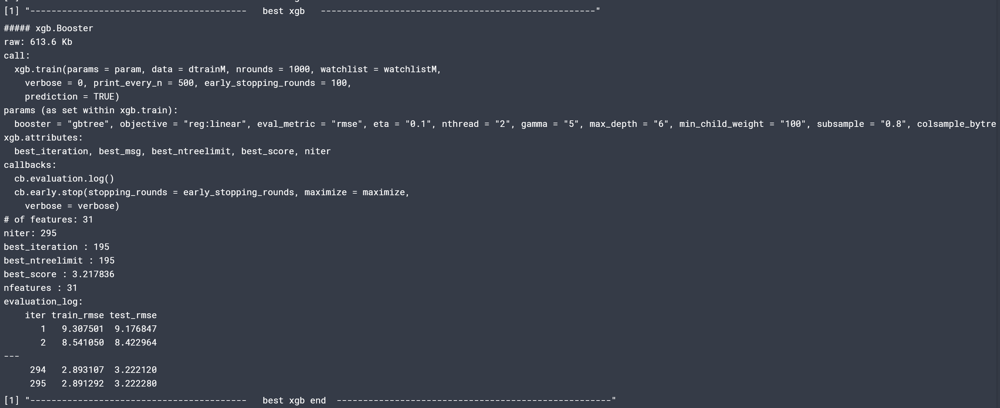 [1] "-----------------------------------------   best xgb   ----------------------------------------------------"
##### xgb.Booster
raw: 613.6 Kb
call:
  xgb.train(params = param, data = dtrainM, nrounds = 1000, watchlist = watchlistM,
    verbose = 0, print_every_n = 500, early_stopping_rounds = 100,
    prediction = TRUE)
params (as set within xgb.train):
  booster = "gbtree", objective = "reg:linear", eval_metric = "rmse", eta = "0.1", nthread = "2", gamma = "5", max_depth = "6", min_child_weight = "100", subsample = "0.8", colsample_bytre
xgb.attributes:
  best_iteration, best_msg, best_ntreelimit, best_score, niter
callbacks:
  cb.evaluation.log()
  cb.early.stop(stopping_rounds = early_stopping_rounds, maximize = maximize,
    verbose = verbose)
# of features: 31
niter: 295
best_iteration : 195
best_ntreelimit : 195
best_score : 3.217836
nfeatures : 31
evaluation_log:
    iter train_rmse test_rmse
       1   9.307501  9.176847
       2   8.541050  8.422964
---
     294   2.893107  3.222120
     295   2.891292  3.222280
[1] "-----------------------------------------   best xgb end  ----------------------------------------------------"